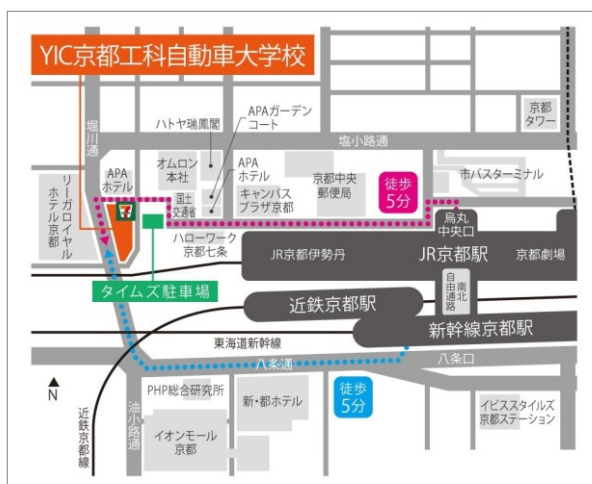 YIC京都工科自動車大学校
堀川通
ハトヤ瑞鳳閣
APAガーデン
コート
塩小路通
京都
タワー
リーガロイヤル
ホテル京都
APA
ホテル
オムロン
本社
国土
交通省
APA
ホテル
キャンパス
プラザ京都
京都中央
郵便局
徒歩
5分
市バスターミナル
烏丸
中央口
7
ハローワーク
京都七条
JR京都伊勢丹
JR京都駅
京都劇場
タイムズ駐車場
南北
自由通路
近鉄京都駅
新幹線京都駅
東海道新幹線
八条通
八条口
N
近鉄京都線
油小路通
PHP総合研究所
新・都ホテル
徒歩
5分
イオンモール
京都
イビススタイルズ
京都ステーション